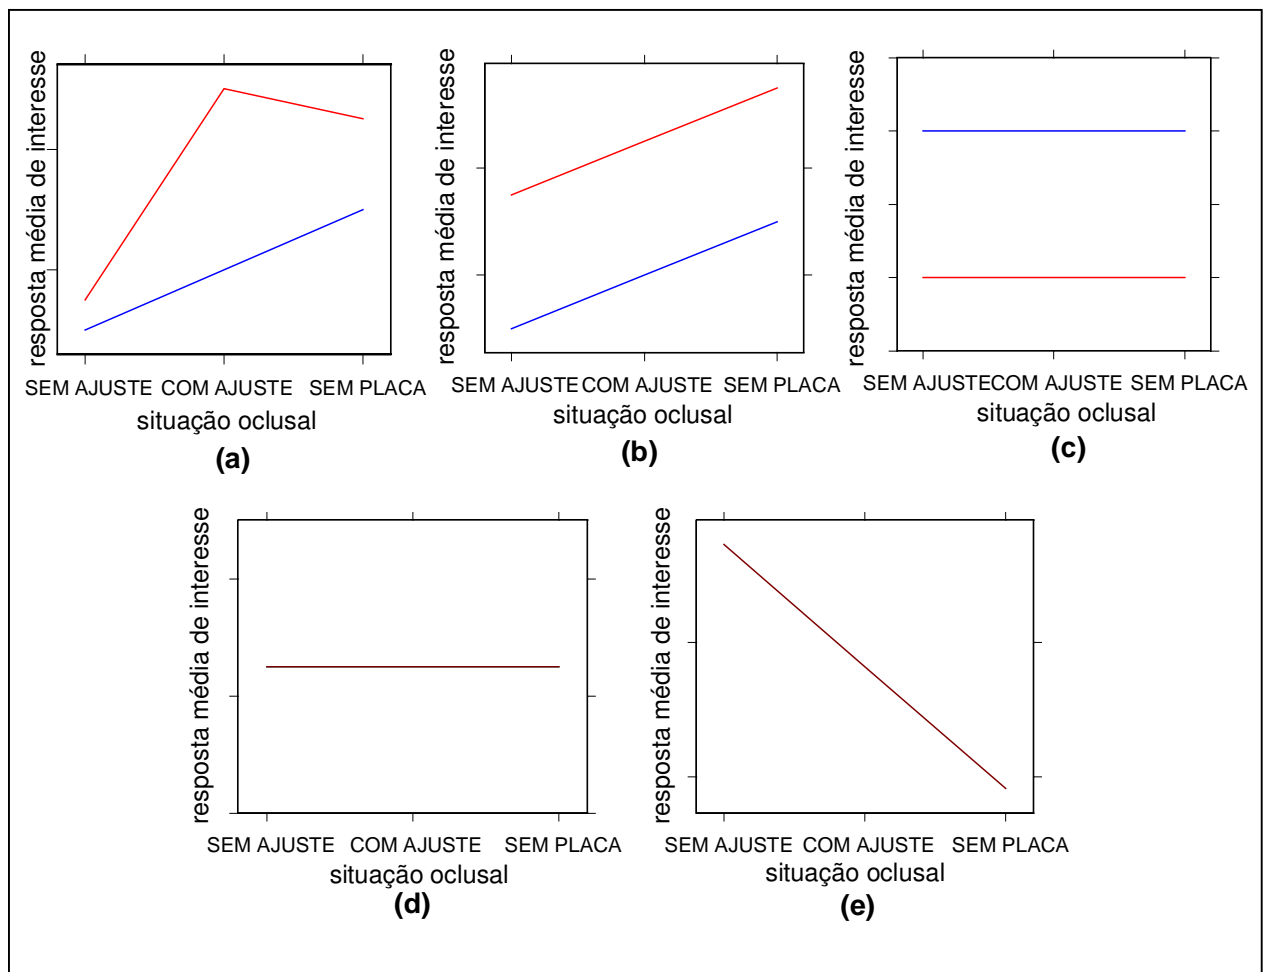 resposta média de interesse
SEM AJUSTE COM AJUSTE SEM PLACA
situação oclusal
(a)
resposta média de interesse
SEM AJUSTE COM AJUSTE SEM PLACA
situação oclusal
(b)
resposta média de interesse
SEM AJUSTE COM AJUSTE SEM PLACA
situação oclusal
(c)
resposta média de interesse
SEM AJUSTE COM AJUSTE SEM PLACA
situação oclusal
(d)
resposta média de interesse
SEM AJUSTE COM AJUSTE SEM PLACA
situação oclusal
(e)